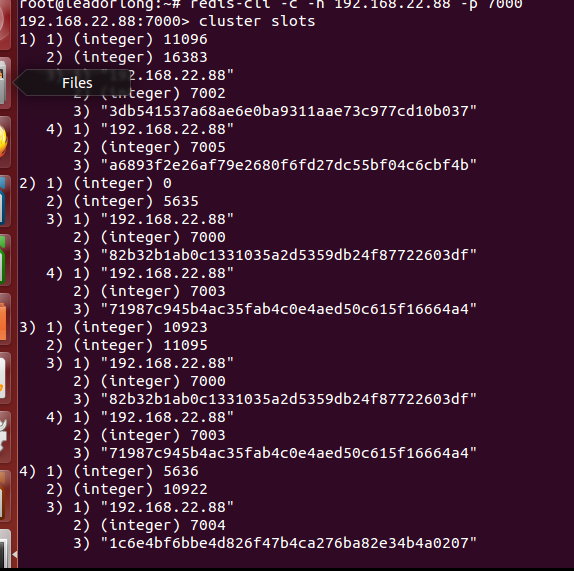 root@leadorlong:~# redis-cli -c -h 192.168.22.88 -p 7000
192.168.22.88:7000> cluster slots
1) 1) (integer) 11096
2) (integer) 16383
3) 1) "192.168.22.88"
Files
2) (integer) 7002
3) "3db541537a68ae6e0ba9311aae73c977cd10b037"
4) 1) "192.168.22.88"
2) (integer) 7005
3) "a6893f2e26af79e2680f6fd27dc55bf04c6cbf4b"
2) 1) (integer) 0
2) (integer) 5635
3) 1) "192.168.22.88"
2) (integer) 7000
3) "82b32b1ab0c1331035a2d5359db24f87722603df"
4) 1) "192.168.22.88"
2) (integer) 7003
3) "71987c945b4ac35fab4c0e4aed50c615f16664a4"
3) 1) (integer) 10923
2) (integer) 11095
3) 1) "192.168.22.88"
2) (integer) 7000
3) "82b32b1ab0c1331035a2d5359db24f87722603df"
4) 1) "192.168.22.88"
2) (integer) 7003
3) "71987c945b4ac35fab4c0e4aed50c615f16664a4"
4) 1) (integer) 5636
2) (integer) 10922
3) 1) "192.168.22.88"
2) (integer) 7004
3) "1c6e4bf6bbe4d826f47b4ca276ba82e34b4a0207"